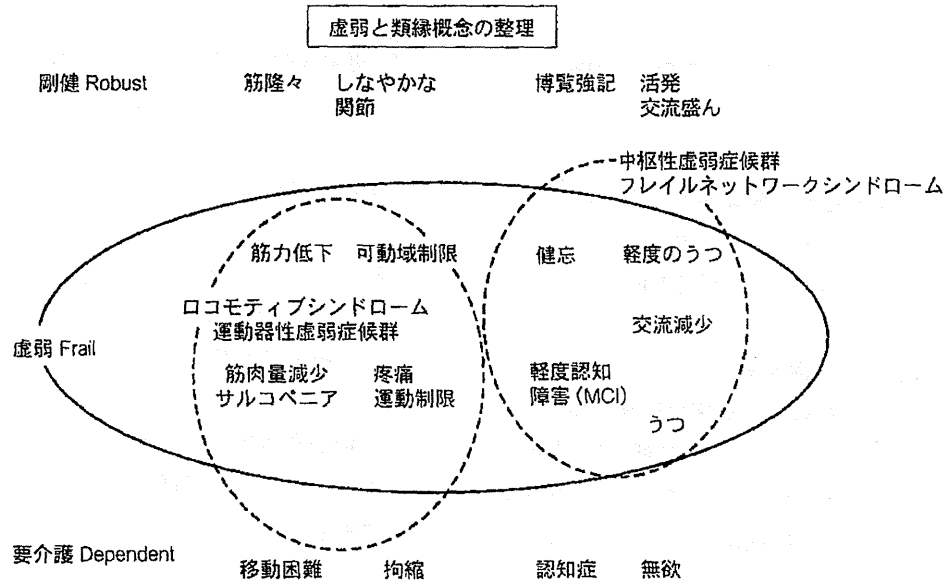 虚弱と類縁概念の整理
剛健 Robust
筋隆々
しなやかな
関節
博覧強記
活発
交流盛ん
中枢性虚弱症候群
フレイルネットワークシンドローム
筋力低下
可動域制限
健忘
軽度のうつ
ロコモティブシンドローム
運動器性虚弱症候群
交流減少
虚弱 Frail
筋肉量減少
サルコペニア
疼痛
運動制限
軽度認知
障害(MCI)
うつ
要介護 Dependent
移動困難
拘縮
認知症
無欲